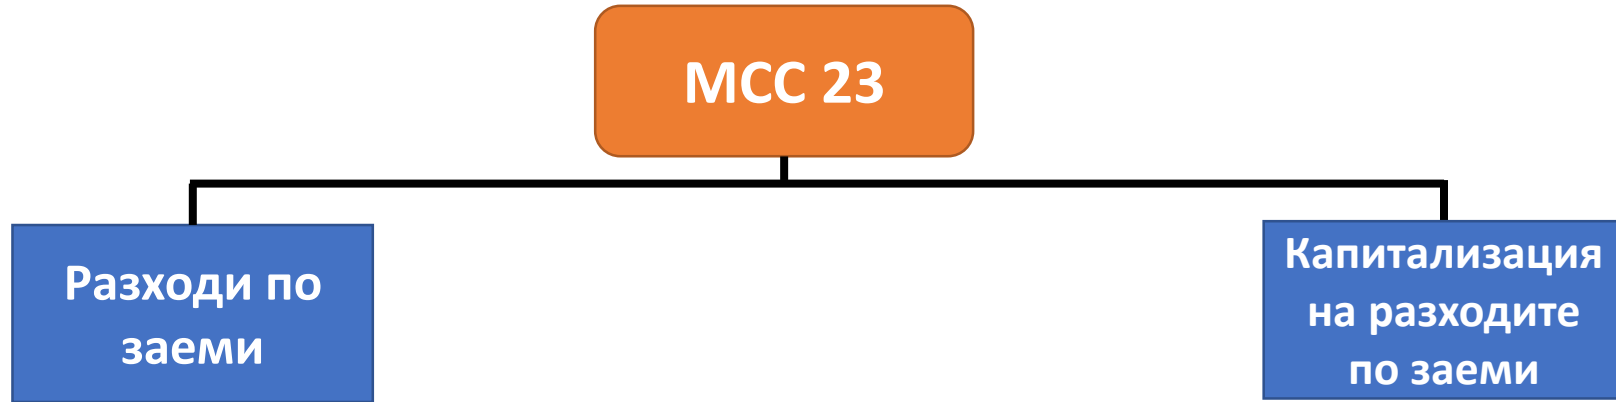 МСС 23
Разходи по
заеми
Капитализация
на разходите
по заеми